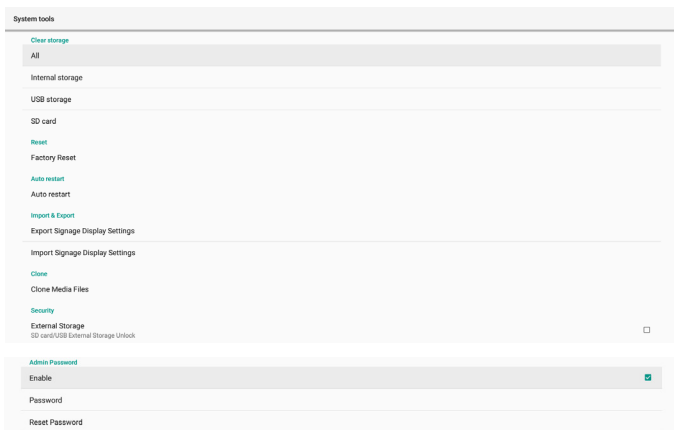 System tools
Clear storage
All
Internal storage
USB storage
SD card
Reset
Factory Reset
Auto restart
Auto restart
Import & Export
Export Signage Display Settings
Import Signage Display Settings
Clone
Clone Media Files
Security
External Storage
SD card/USB External Storage Unlock
Admin Password
Enable
Password
Reset Password